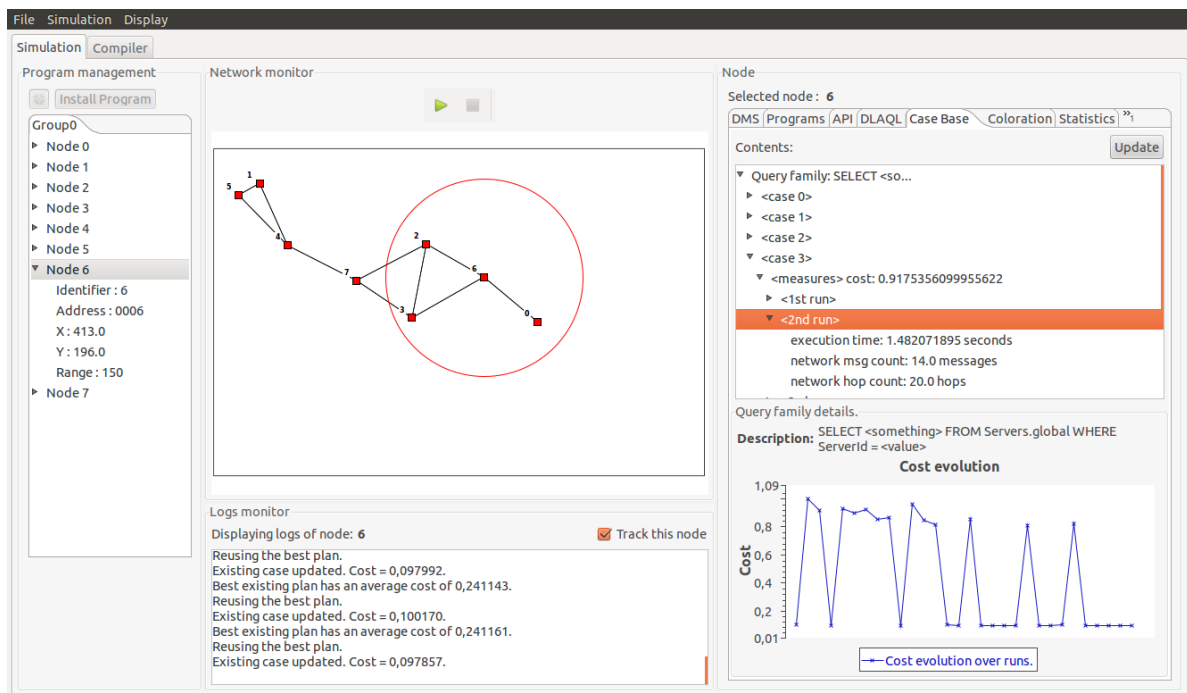 File Simulation Display
Simulation Compiler
Program management
Install Program
Group0
Node 0
Node 1
Node 2
Node 3
Node 4
Node 5
Node 6
Identifier : 6
Address : 0006
X : 413.0
Y : 196.0
Range : 150
Node 7
Network monitor
1
5
4
2
7
6
3
0
Logs monitor
Displaying logs of node: 6
Track this node
Reusing the best plan.
Existing case updated. Cost = 0,097992.
Best existing plan has an average cost of 0,241143.
Reusing the best plan.
Existing case updated. Cost = 0,100170.
Best existing plan has an average cost of 0,241161.
Reusing the best plan.
Existing case updated. Cost = 0,097857.
Node
Selected node : 6
DMS Programs API DLAQL Case Base Coloration Statistics »1
Contents:
Update
Query family: SELECT <so...
<case 0>
<case 1>
<case 2>
<case 3>
<measures> cost: 0.9175356099955622
<1st run>
<2nd run>
execution time: 1.482071895 seconds
network msg count: 14.0 messages
network hop count: 20.0 hops
Query family details.
Description: SELECT <something> FROM Servers.global WHERE
ServerId = <value>
Cost evolution
1,09
0,8
0,6
0,4
0,2
0,01
Cost
Cost evolution over runs.